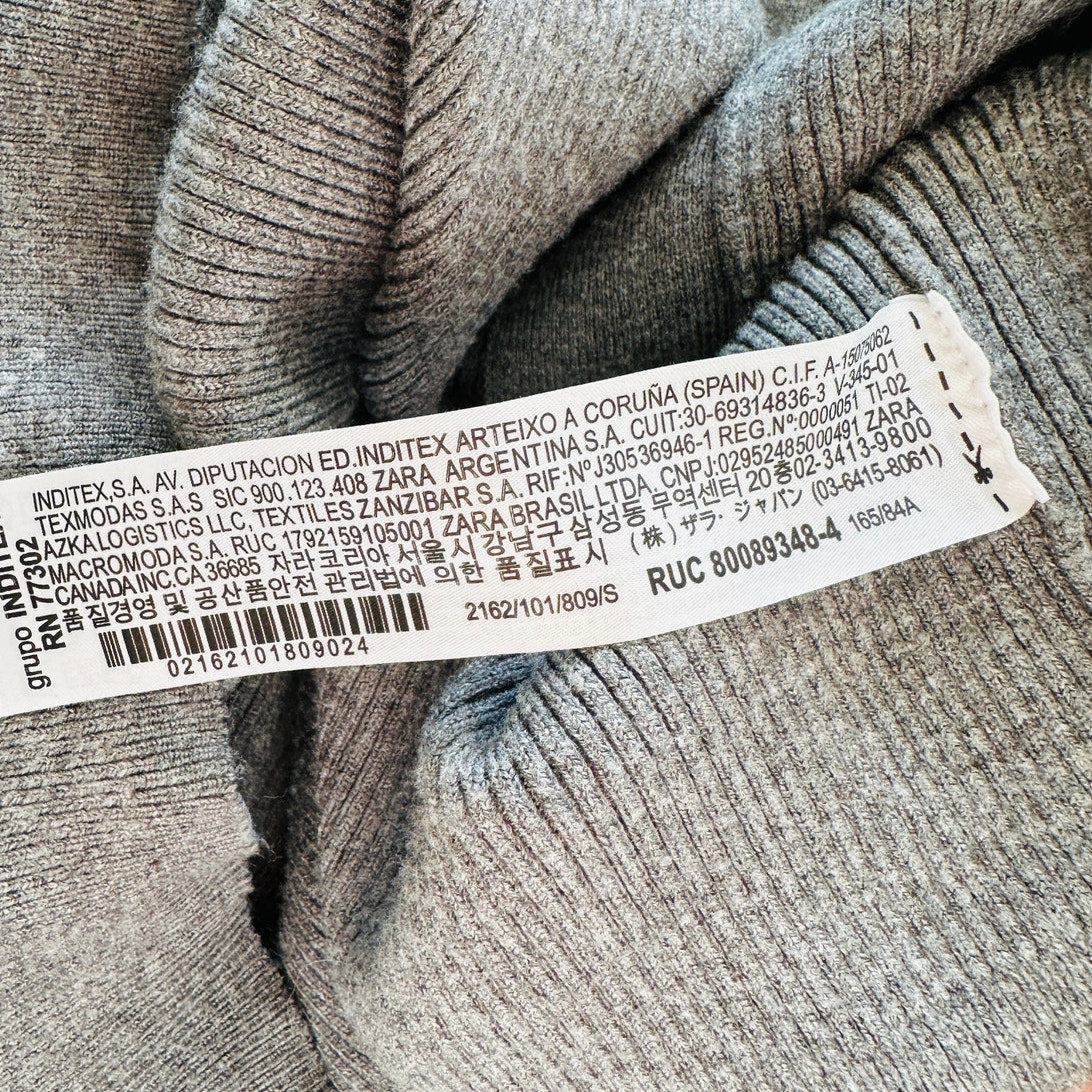 INDITEX,S.A. AV. DIPUTACION ED.INDITEX ARTEIXO A CORUÑA (SPAIN) C.I.F. A-15075062
TEXMODAS S.A.S SIC 900.123.408 ZARA ARGENTINA S.A. CUIT:30-69314836-3 V-345-01
AZKA LOGISTICS LLC, TEXTILES ZANZIBAR S.A. RIF:Nº J30536946-1 REG.Nº-0000051 TI-02
MACROMODA S.A. RUC 1792159105001 ZARA BRASIL LTDA, CNPJ:02952485000491 ZARA
CANADA INC.CA 36685 자라코리아 서울시 강남구 삼성동 무역센터 20층 02-3413-9800
품질경영 및 공산품안전 관리법에 의한 품질표시 (株) ザラ・ジャパン (03-6415-8061)
02162101809024
2162/101/809/S
RUC 80089348-4 165/84A
grupo INDITEX
RN 77302